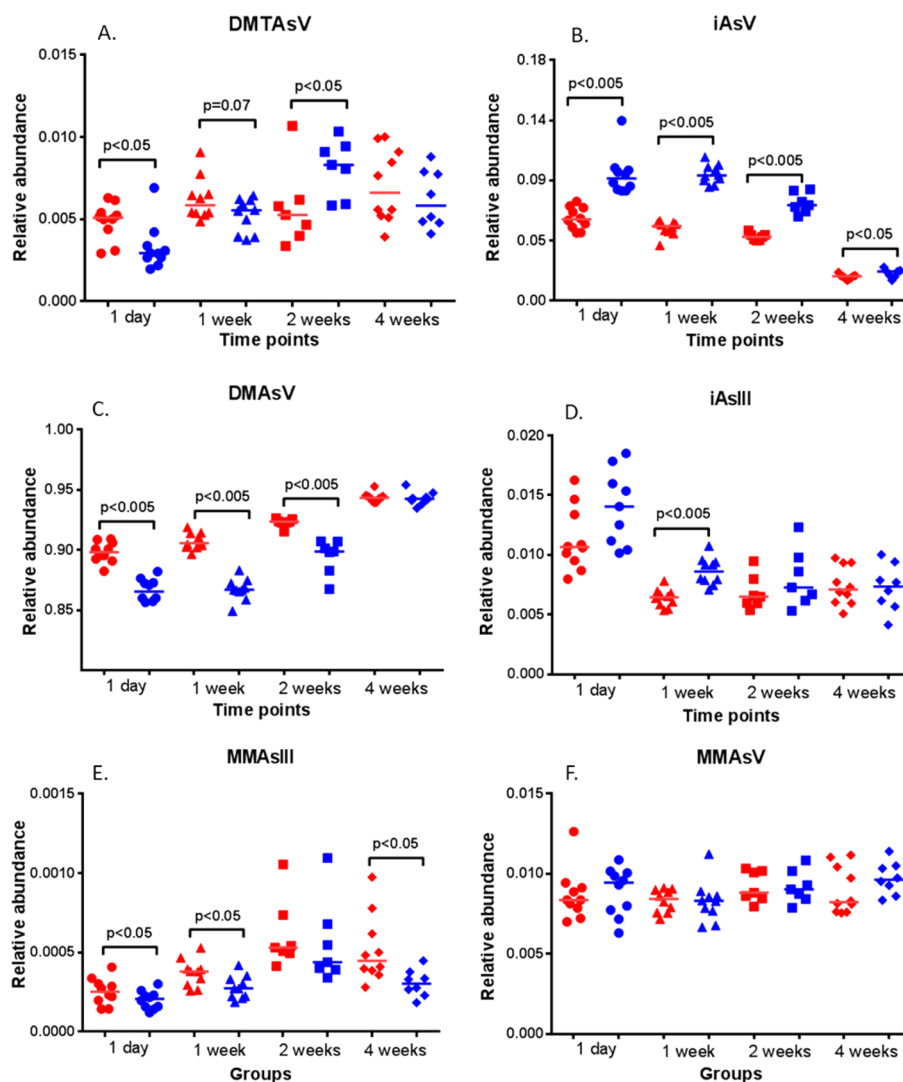 A.
DMTAsV
Relative abundance
0.015
0.010
0.005
0.000
p<0.05
p=0.07
p<0.05
1 day
1 week
2 weeks
4 weeks
Time points
B.
iAsV
Relative abundance
0.18
0.14
0.09
0.05
0.00
p<0.005
p<0.005
p<0.005
p<0.05
1 day
1 week
2 weeks
4 weeks
Time points
C.
DMAsV
Relative abundance
1.00
0.95
0.90
0.85
p<0.005
p<0.005
p<0.005
1 day
1 week
2 weeks
4 weeks
Time points
D.
iAsIII
Relative abundance
0.020
0.015
0.010
0.005
0.000
p<0.005
1 day
1 week
2 weeks
4 weeks
Time points
E.
MMAsIII
Relative abundance
0.0015
0.0010
0.0005
0.0000
p<0.05
p<0.05
p<0.05
1 day
1 week
2 weeks
4 weeks
Groups
F.
MMAsV
Relative abundance
0.015
0.010
0.005
0.000
1 day
1 week
2 weeks
4 weeks
Groups